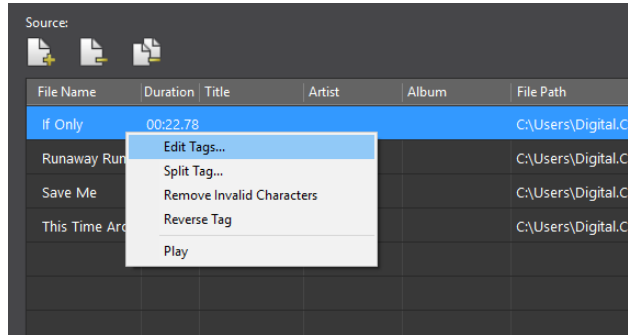 Source:
File Name Duration Title Artist Album File Path
If Only 00:22.78 C:\Users\Digital.C
Edit Tags...
Runaway Run C:\Users\Digital.C
Split Tag...
Save Me Remove Invalid Characters C:\Users\Digital.C
Reverse Tag
This Time Aro C:\Users\Digital.C
Play